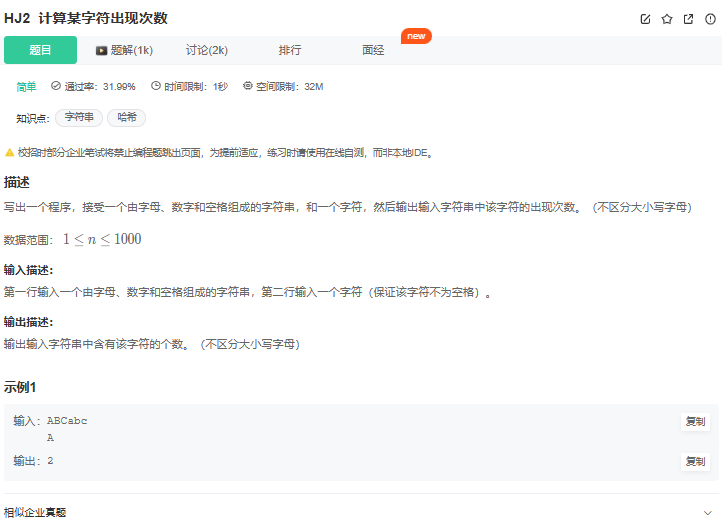 HJ2 计算某字符出现次数
题目 题解(1k) 讨论(2k) 排行 面经 new
简单 通过率：31.99% 时间限制：1秒 空间限制：32M
知识点： 字符串 哈希
校招时部分企业笔试将禁止编程题跳出页面，为提前适应，练习时请使用在线自测，而非本地IDE。
描述
写出一个程序，接受一个由字母、数字和空格组成的字符串，和一个字符，然后输出输入字符串中该字符的出现次数。（不区分大小写字母）
数据范围： 1 ≤ n ≤ 1000
输入描述：
第一行输入一个由字母、数字和空格组成的字符串，第二行输入一个字符（保证该字符不为空格）。
输出描述：
输出输入字符串中含有该字符的个数。（不区分大小写字母）
示例1
输入：ABCabc 复制
A
输出：2 复制
相似企业真题